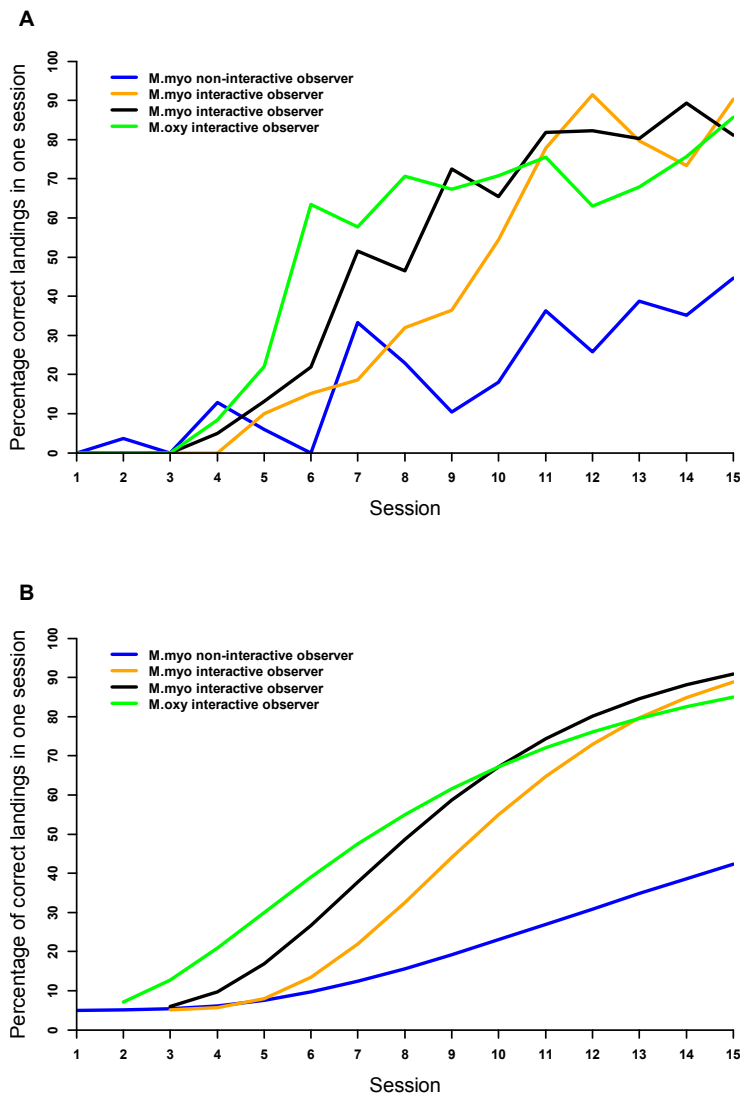 A
Percentage correct landings in one session
100
90
80
70
60
50
40
30
20
10
0
M.myo non-interactive observer
M.myo interactive observer
M.myo interactive observer
M.oxy interactive observer
1 2 3 4 5 6 7 8 9 10 11 12 13 14 15
Session
B
Percentage of correct landings in one session
100
90
80
70
60
50
40
30
20
10
0
M.myo non-interactive observer
M.myo interactive observer
M.myo interactive observer
M.oxy interactive observer
1 2 3 4 5 6 7 8 9 10 11 12 13 14 15
Session